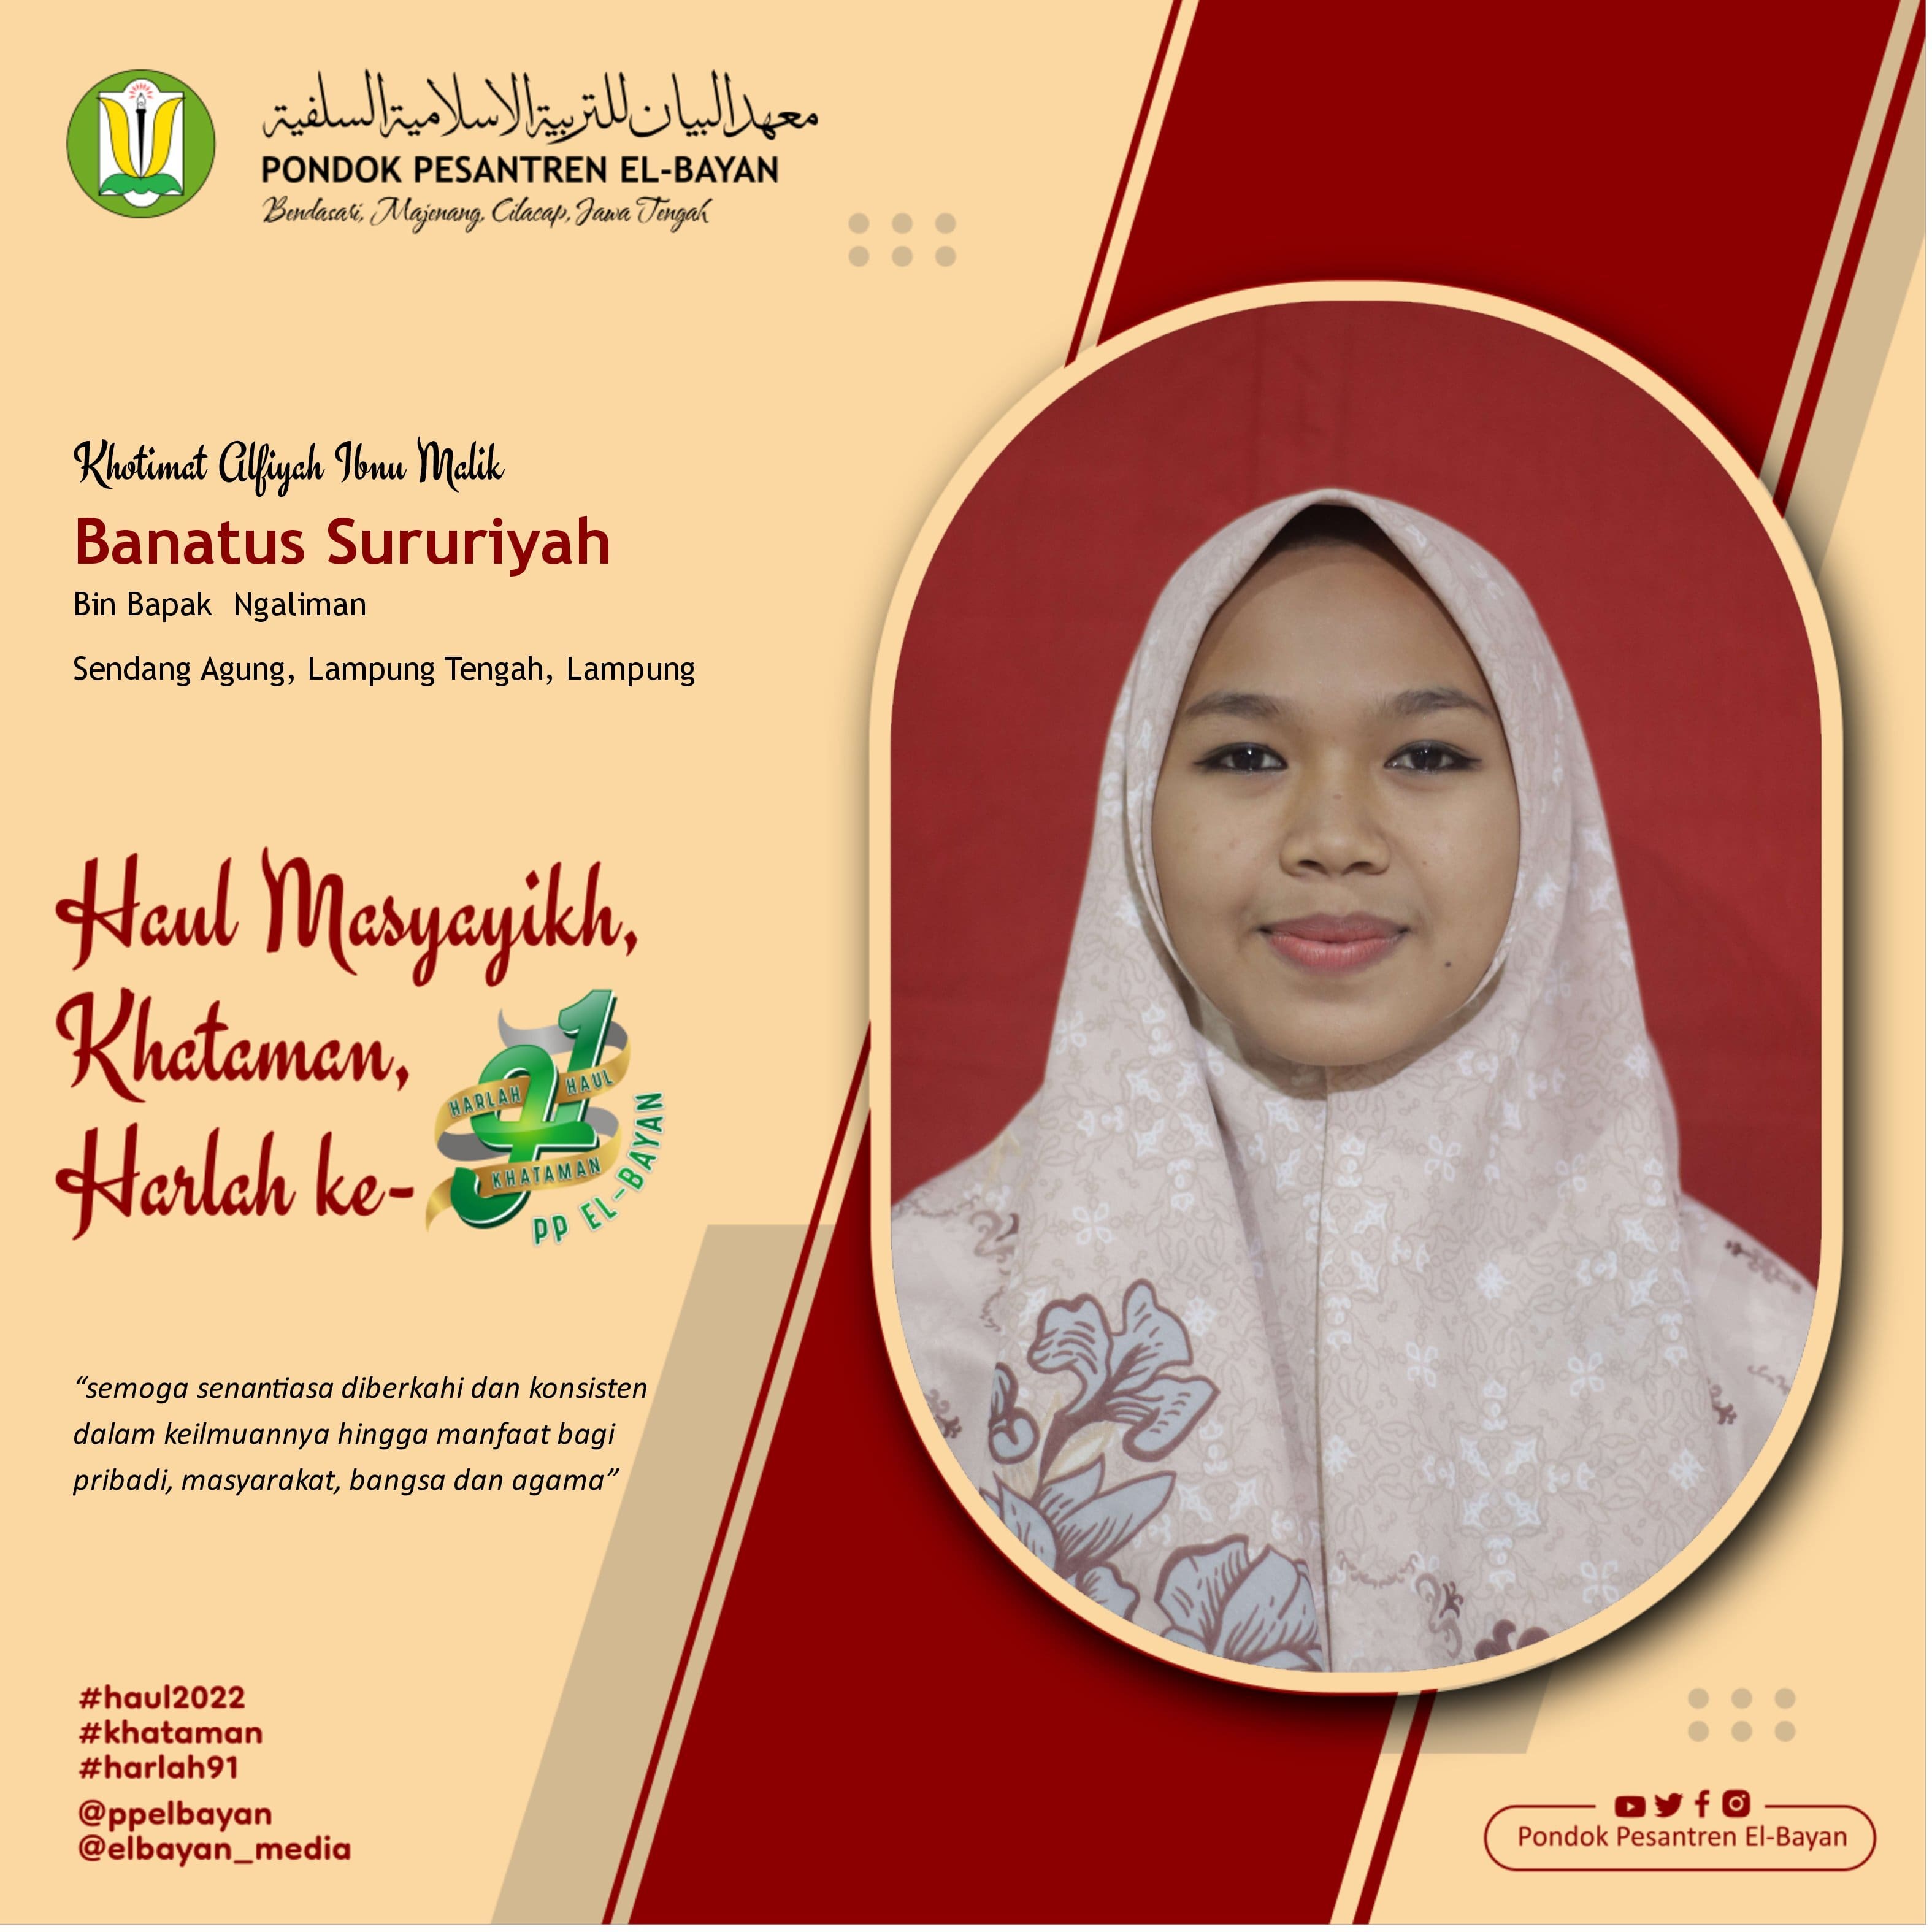 معهد البيان للتربية الاسلامية السلفية
PONDOK PESANTREN EL-BAYAN
Bendasari, Majenang, Cilacap, Jawa Tengah
Khotimat Alfiyah Ibnu Malik
Banatus Sururiyah
Bin Bapak Ngaliman
Sendang Agung, Lampung Tengah, Lampung
Haul Masyayikh,
Khataman,
Harlah ke-
91
HARLAH HAUL
KHATAMAN
PP EL-BAYAN
“semoga senantiasa diberkahi dan konsisten
dalam keilmuannya hingga manfaat bagi
pribadi, masyarakat, bangsa dan agama”
#haul2022
#khataman
#harlah91
@ppelbayan
@elbayan_media
Pondok Pesantren El-Bayan